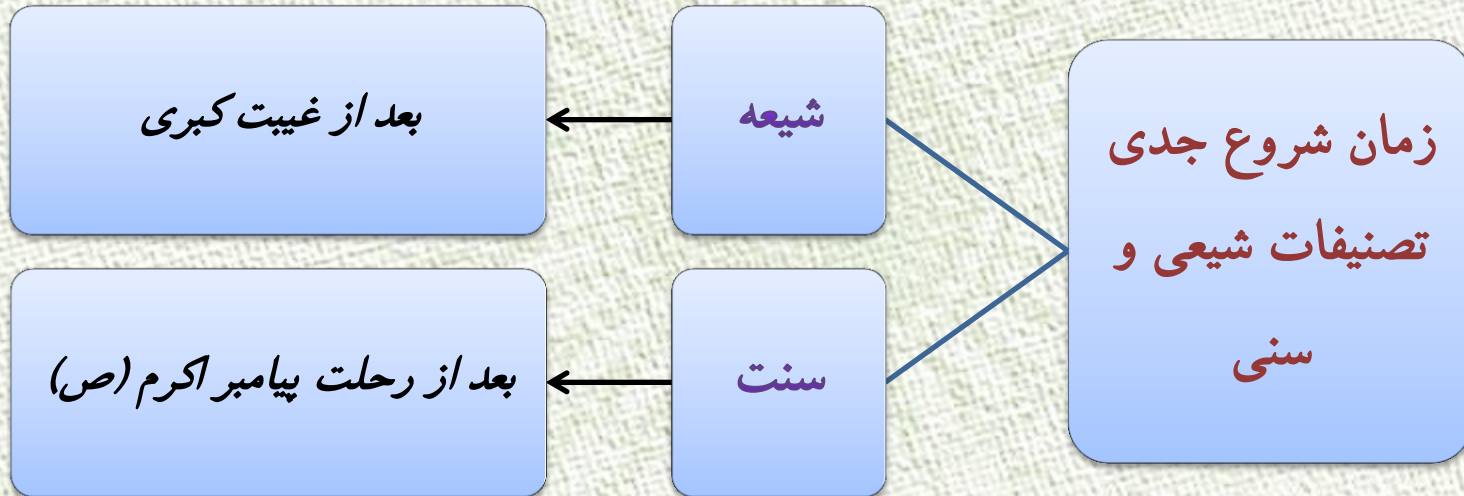 زمان شروع جدی
تصنیفات شیعی و
سنی
شیعه
بعد از غیبت کبری
سنت
بعد از رحلت پیامبر اکرم (ص)